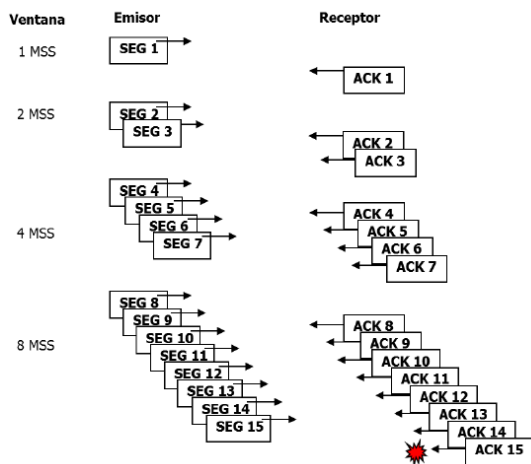 Ventana Emisor Receptor
1 MSS
SEG 1
ACK 1
2 MSS
SEG 2
SEG 3
ACK 2
ACK 3
4 MSS
SEG 4
SEG 5
SEG 6
SEG 7
ACK 4
ACK 5
ACK 6
ACK 7
8 MSS
SEG 8
SEG 9
SEG 10
SEG 11
SEG 12
SEG 13
SEG 14
SEG 15
ACK 8
ACK 9
ACK 10
ACK 11
ACK 12
ACK 13
ACK 14
ACK 15